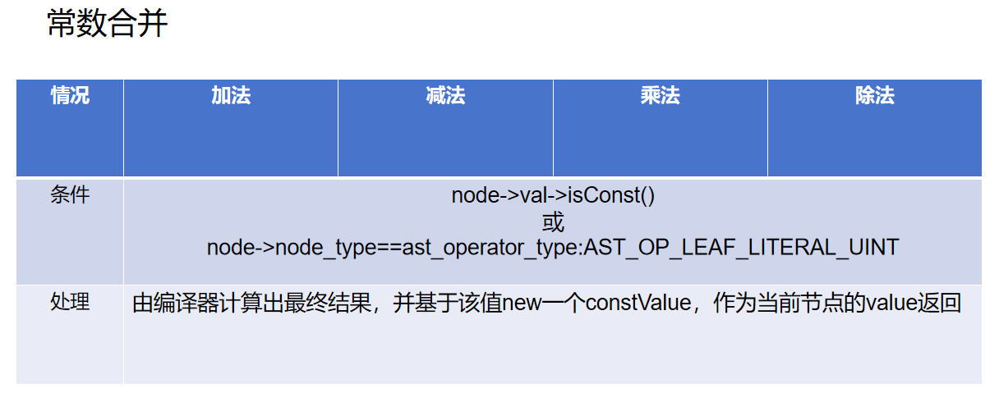 常数合并
情况 加法 减法 乘法 除法
条件 node->val->isConst()
或
node->node_type==ast_operator_type:AST_OP_LEAF_LITERAL_UINT
处理 由编译器计算出最终结果，并基于该值new一个constValue，作为当前节点的value返回